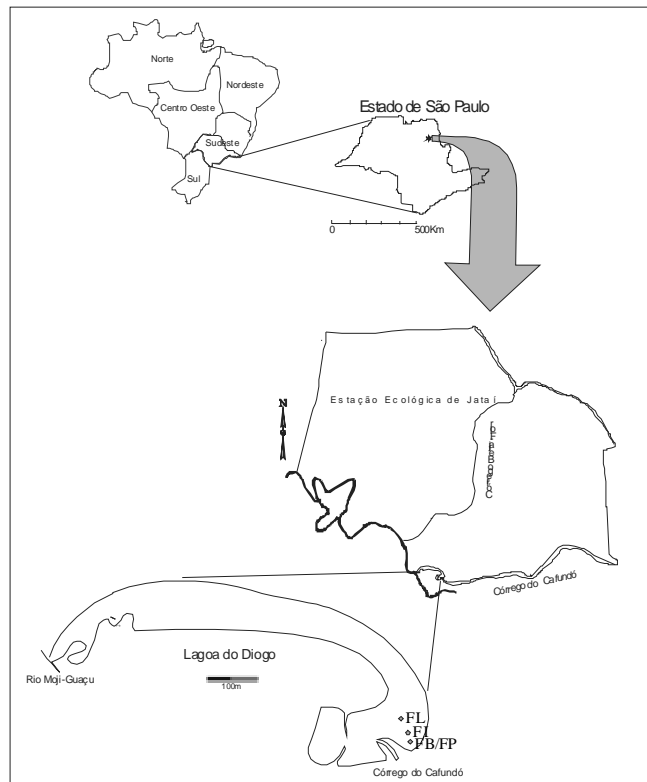 Norte
Nordeste
Centro Oeste
Sudeste
Sul
Estado de São Paulo
0 500Km
Estação Ecológica de Jataí
N
Córrego do Cafundó
Lagoa do Diogo
100m
Rio Moji-Guaçu
FL
FI
FB/FP
Córrego do Cafundó